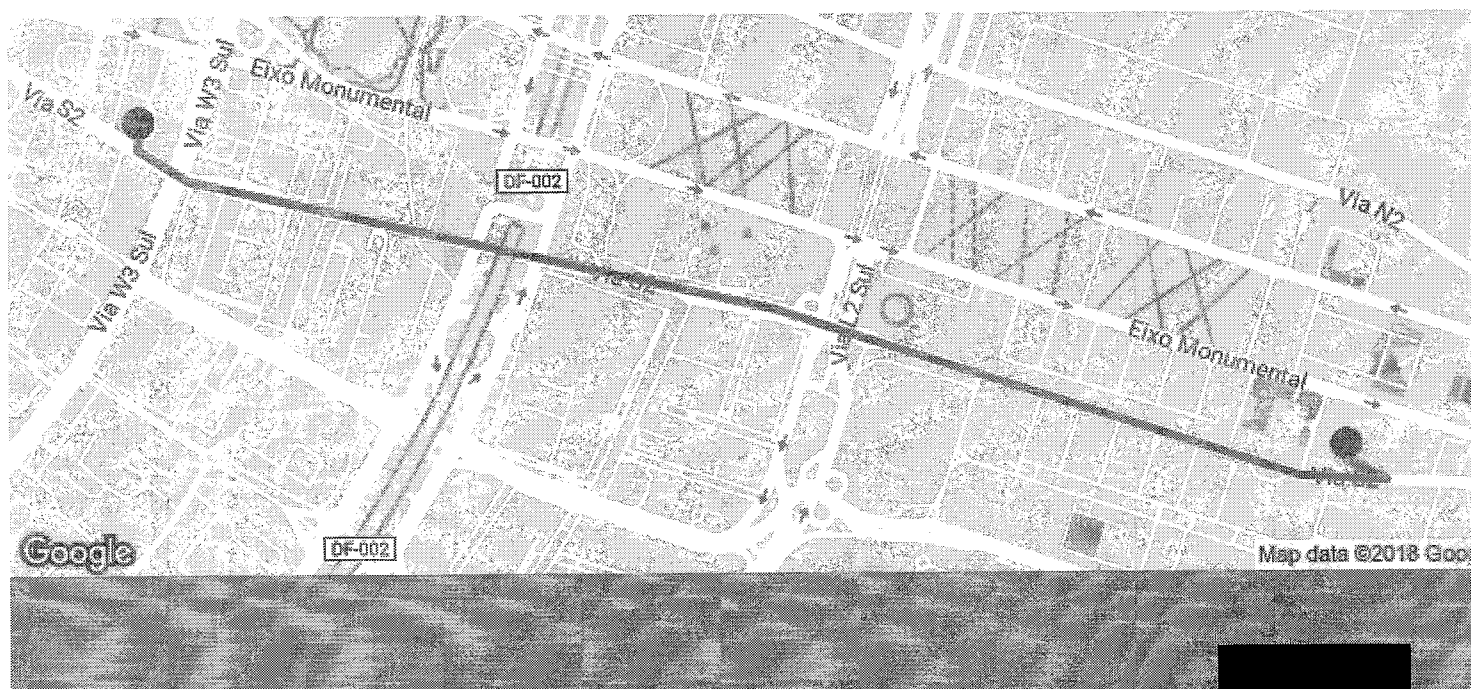 Via W3 Sul
Eixo Monumental
Via S2
DF-002
Via N2
Via W3 Sul
Via L2 Sul
Eixo Monumental
DF-002
Google
Map data ©2018